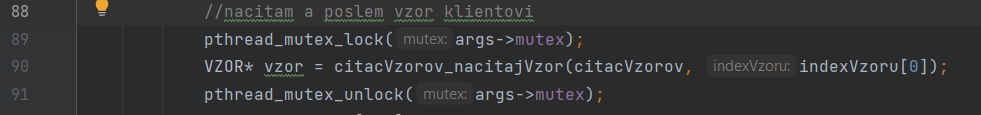 88 //nacitam a poslem vzor klientovi
89 pthread_mutex_lock( mutex: args->mutex);
90 VZOR* vzor = citacVzorov_nacitajVzor(citacVzorov, indexVzoru: indexVzoru[0]);
91 pthread_mutex_unlock( mutex: args->mutex);